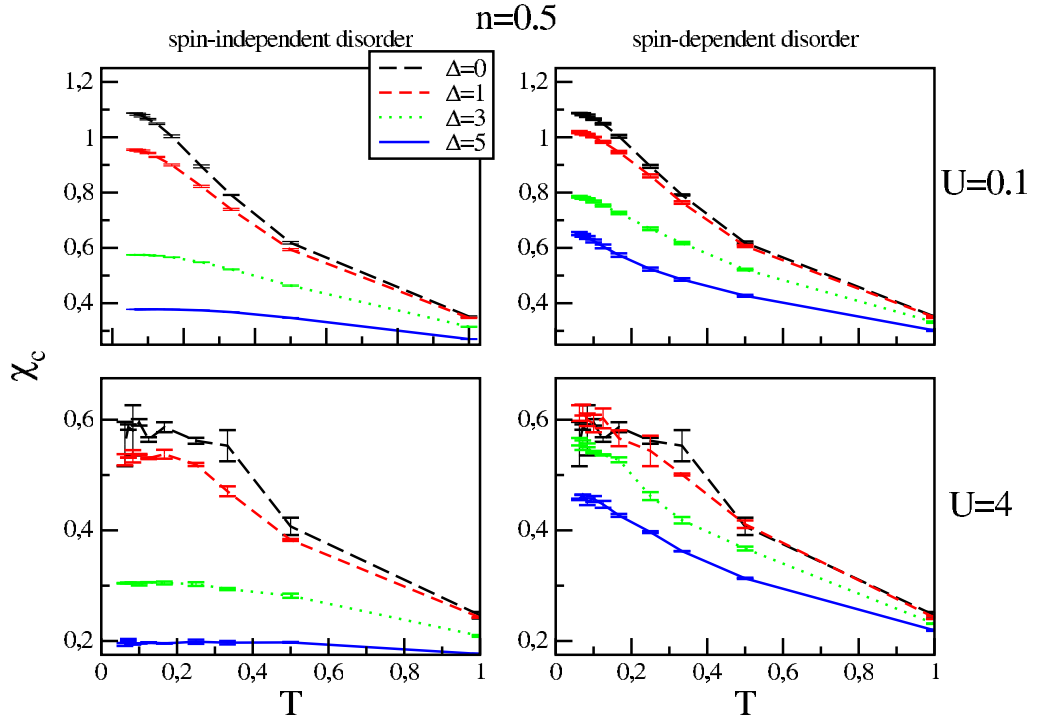 n=0.5
spin-independent disorder
spin-dependent disorder
Δ=0
Δ=1
Δ=3
Δ=5
1,2
1
0,8
0,6
0,4
1,2
1
0,8
0,6
0,4
U=0.1
χc
0,6
0,4
0,2
0,6
0,4
0,2
U=4
0
0,2
0,4
0,6
0,8
1
0
0,2
0,4
0,6
0,8
1
T
T